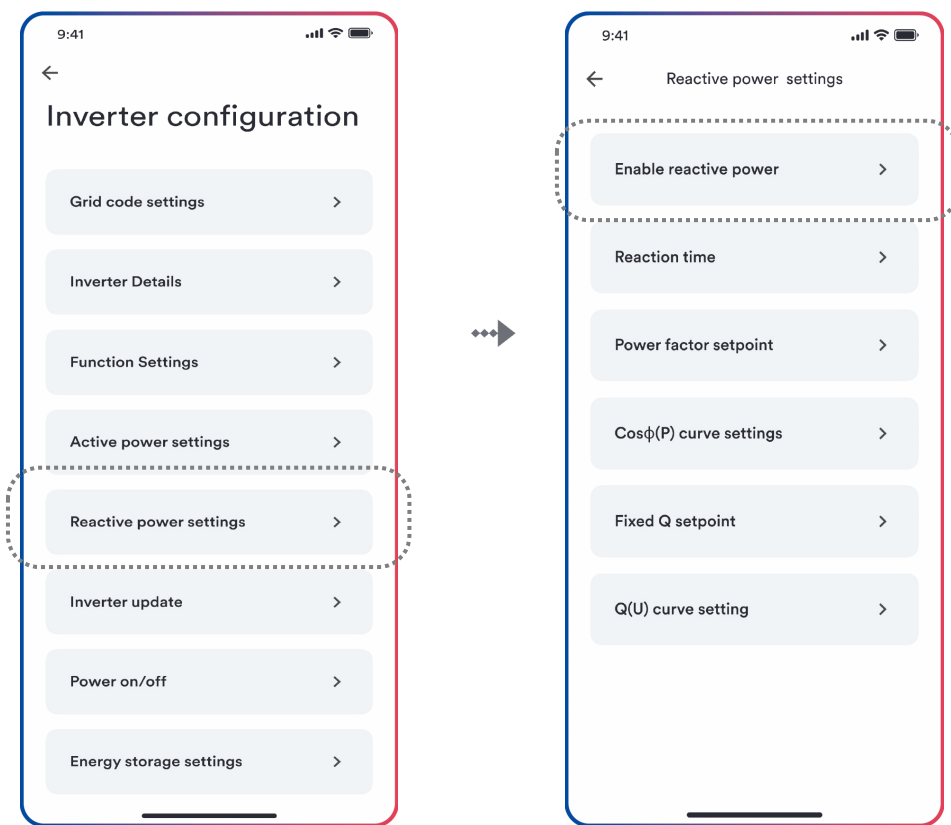 9:41
Inverter configuration
Grid code settings
Inverter Details
Function Settings
Active power settings
Reactive power settings
Inverter update
Power on/off
Energy storage settings
9:41
Reactive power settings
Enable reactive power
Reaction time
Power factor setpoint
Cosϕ(P) curve settings
Fixed Q setpoint
Q(U) curve setting